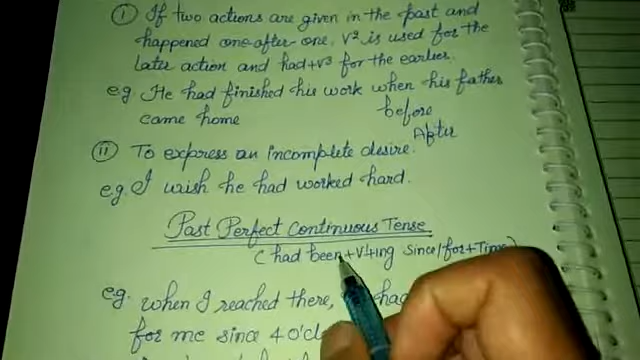 (i) If two actions are given in the past and
happened one-after-one, V² is used for the
later action and had+V³ for the earlier.
eg. He had finished his work when his father
came home before
After
(ii) To express an incomplete desire.
eg. I wish he had worked hard.
Past Perfect Continuous Tense
(had been+V⁴+ing since/for+Time)
eg. when I reached there,
for me since 4 O'cl